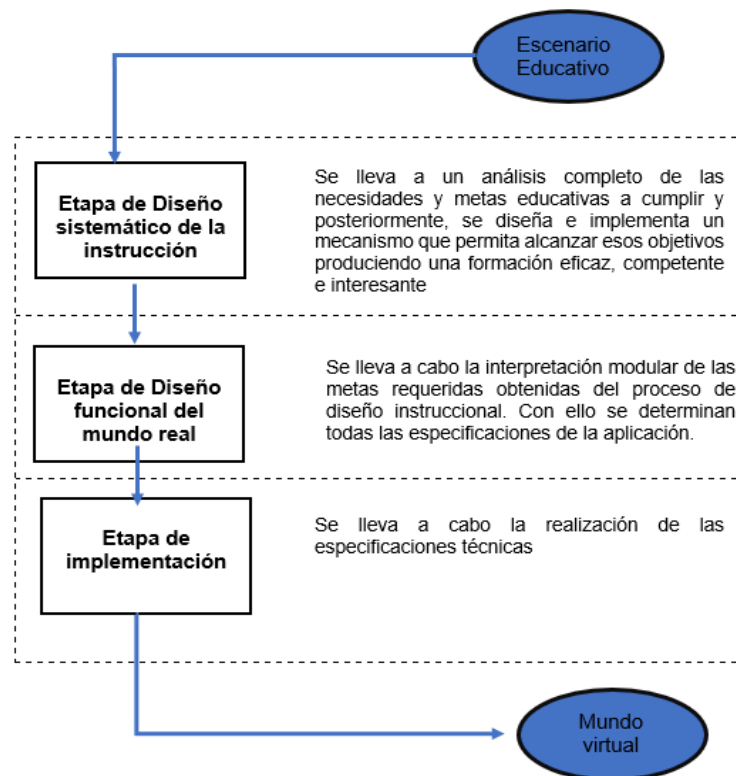 Escenario
Educativo
Etapa de Diseño
sistemático de la
instrucción
Se lleva a un análisis completo de las
necesidades y metas educativas a cumplir y
posteriormente, se diseña e implementa un
mecanismo que permita alcanzar esos objetivos
produciendo una formación eficaz, competente
e interesante
Etapa de Diseño
funcional del
mundo real
Se lleva a cabo la interpretación modular de las
metas requeridas obtenidas del proceso de
diseño instruccional. Con ello se determinan
todas las especificaciones de la aplicación.
Etapa de
implementación
Se lleva a cabo la realización de las
especificaciones técnicas
Mundo
virtual